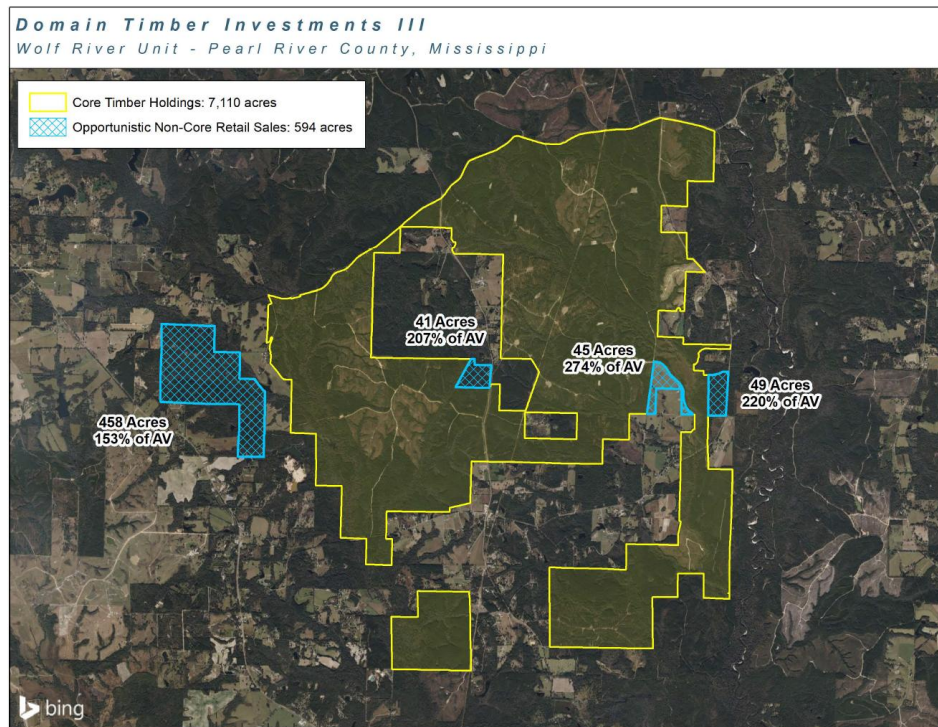 Domain Timber Investments III
Wolf River Unit - Pearl River County, Mississippi
Core Timber Holdings: 7,110 acres
Opportunistic Non-Core Retail Sales: 594 acres
41 Acres
207% of AV
45 Acres
274% of AV
49 Acres
220% of AV
458 Acres
153% of AV
bing